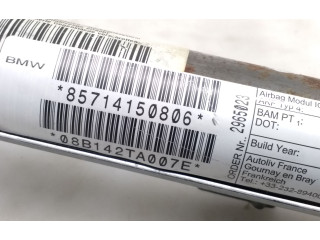 BMW
*85714150806*
*08B142TA007E*
ORDER Nr. 2965023
Airbag Modul
BAM PT 1
DOT:
Build Year:
Autoliv France
Gournay en Bray
Frankreich